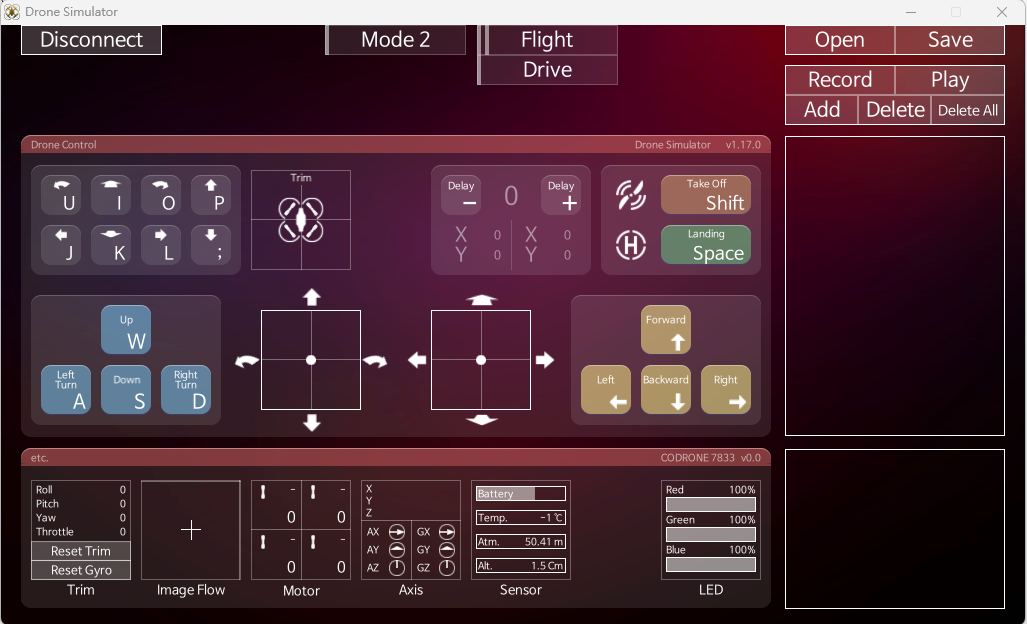 Drone Simulator
Disconnect
Mode 2
Flight
Drive
Open
Save
Record
Play
Add
Delete
Delete All
Drone Control
Drone Simulator v1.17.0
U
I
O
P
J
K
L
;
Trim
Delay
−
0
Delay
+
X 0
Y 0
X 0
Y 0
Take Off
Shift
H
Landing
Space
Up
W
Left
Turn
A
Down
S
Right
Turn
D
Forward
Left
Backward
Right
etc.
CODRONE 7833 v0.0
Roll 0
Pitch 0
Yaw 0
Throttle 0
Reset Trim
Reset Gyro
Trim
Image Flow
- -
0 0
- -
0 0
Motor
X
Y
Z
AX GX
AY GY
AZ GZ
Axis
Battery
Temp. -1 ℃
Atm. 50.41 m
Alt. 1.5 Cm
Sensor
Red 100%
Green 100%
Blue 100%
LED